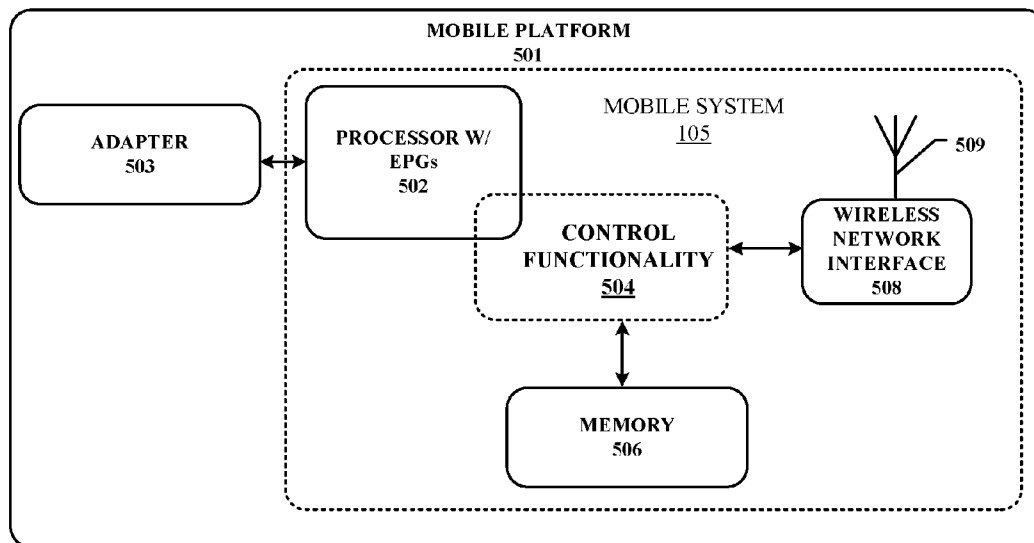 MOBILE PLATFORM
501
MOBILE SYSTEM
105
ADAPTER
503
PROCESSOR W/
EPGs
502
509
CONTROL
FUNCTIONALITY
504
WIRELESS
NETWORK
INTERFACE
508
MEMORY
506